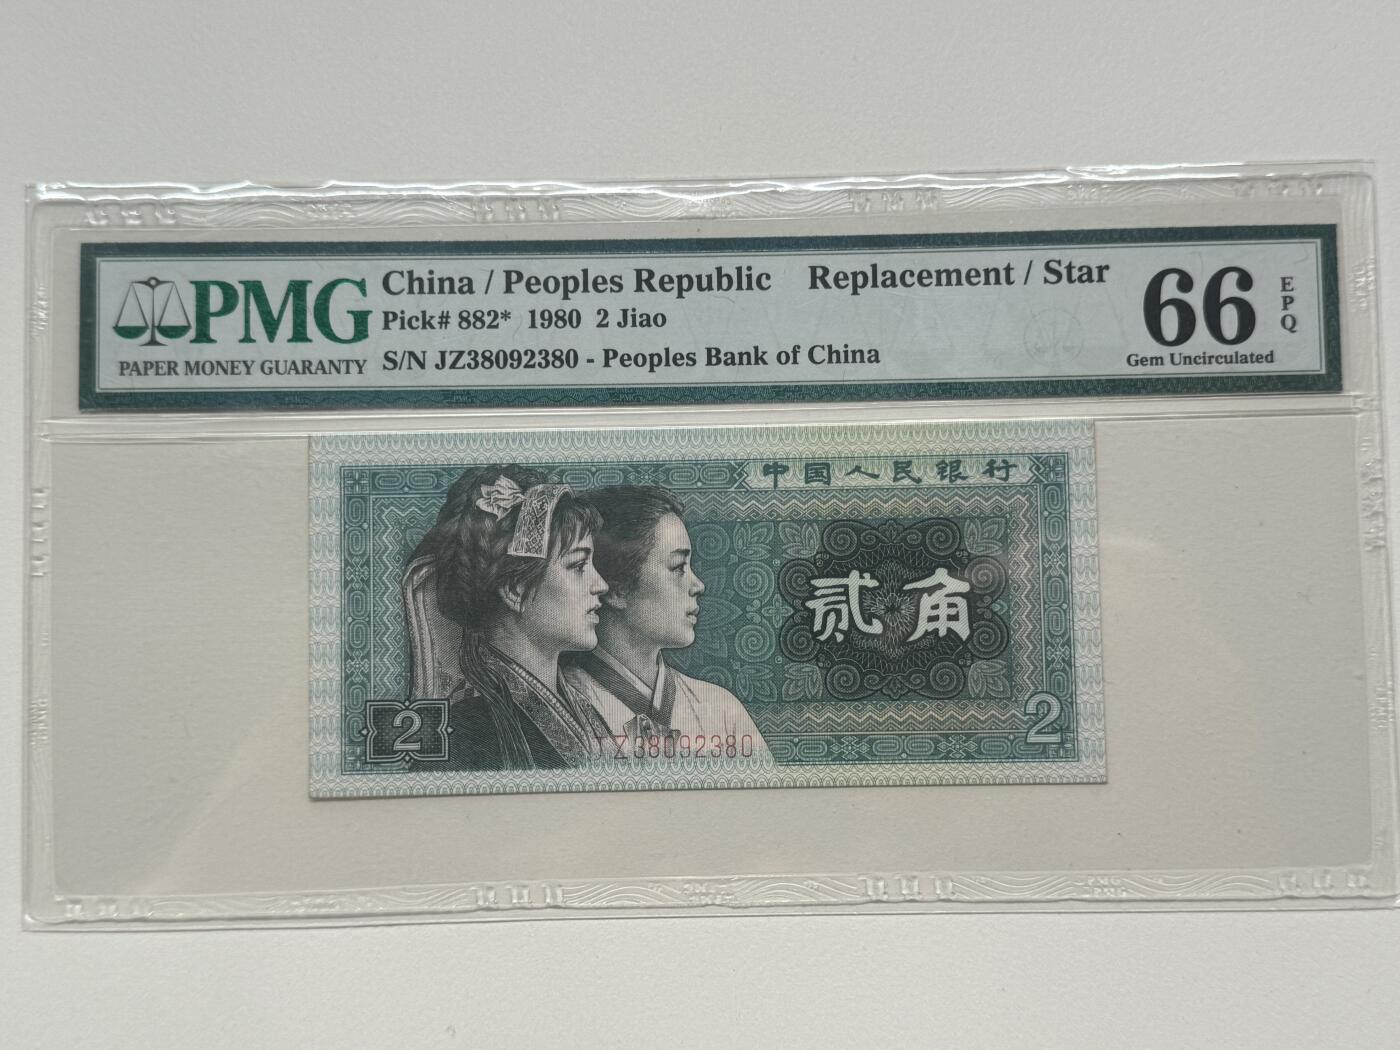 PMG
PAPER MONEY GUARANTY
China / Peoples Republic Replacement / Star
Pick# 882* 1980 2 Jiao
S/N JZ38092380 - Peoples Bank of China
66
EPQ
Gem Uncirculated
中国人民银行
贰角
2
2
JZ38092380